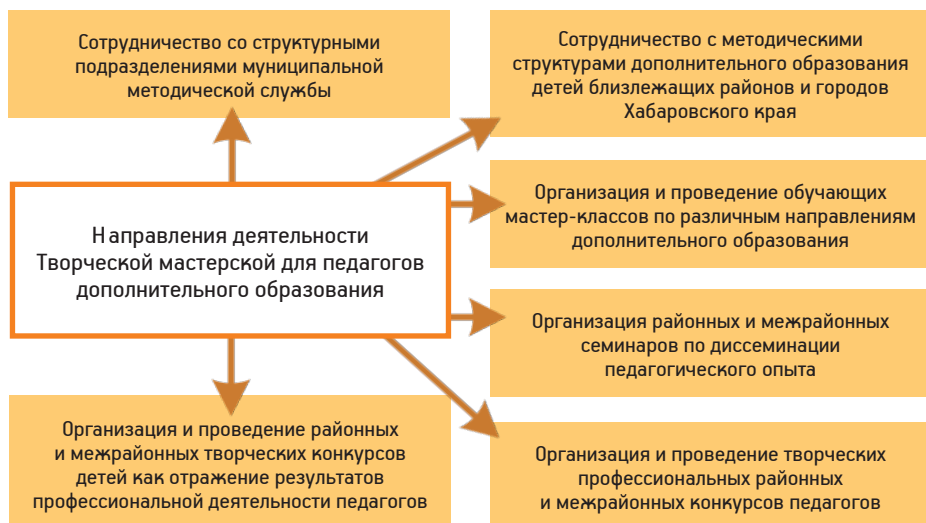 Сотрудничество со структурными
подразделениями муниципальной
методической службы
Сотрудничество с методическими
структурами дополнительного образования
детей близлежащих районов и городов
Хабаровского края
Направления деятельности
Творческой мастерской для педагогов
дополнительного образования
Организация и проведение обучающих
мастер-классов по различным направлениям
дополнительного образования
Организация районных и межрайонных
семинаров по диссеминации
педагогического опыта
Организация и проведение районных
и межрайонных творческих конкурсов
детей как отражение результатов
профессиональной деятельности педагогов
Организация и проведение творческих
профессиональных районных
и межрайонных конкурсов педагогов